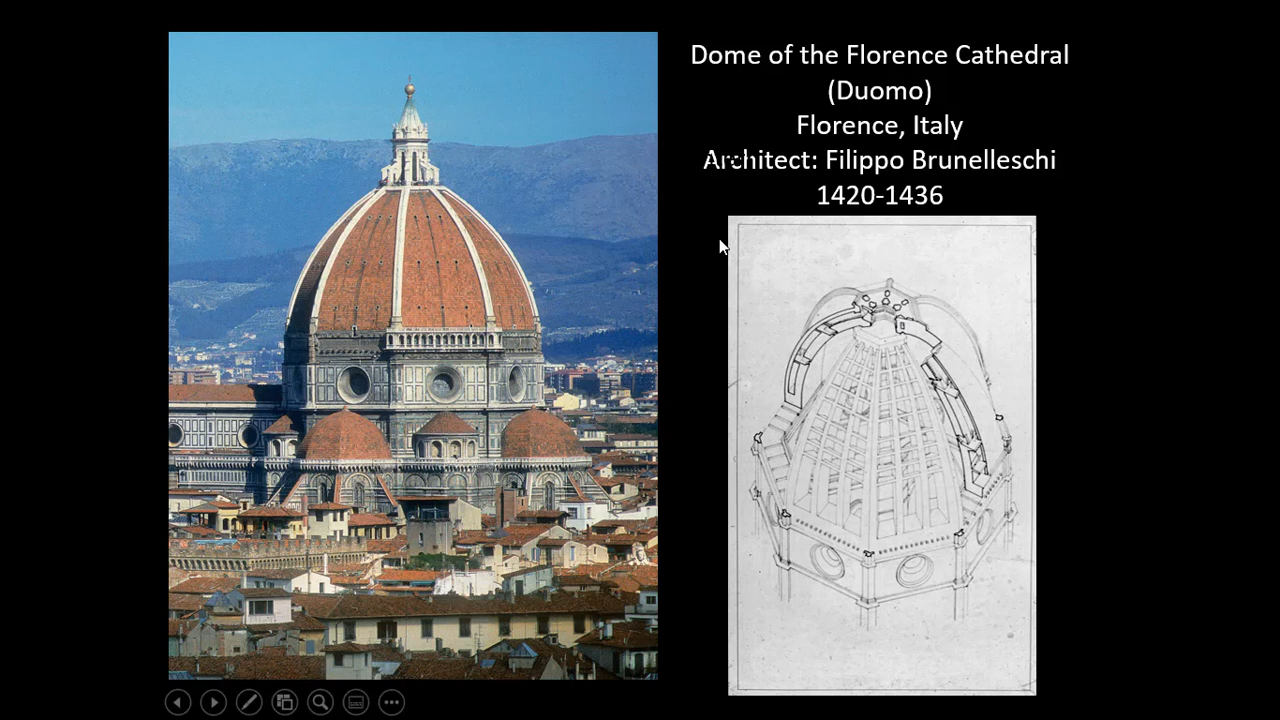 Dome of the Florence Cathedral
(Duomo)
Florence, Italy
Architect: Filippo Brunelleschi
1420-1436